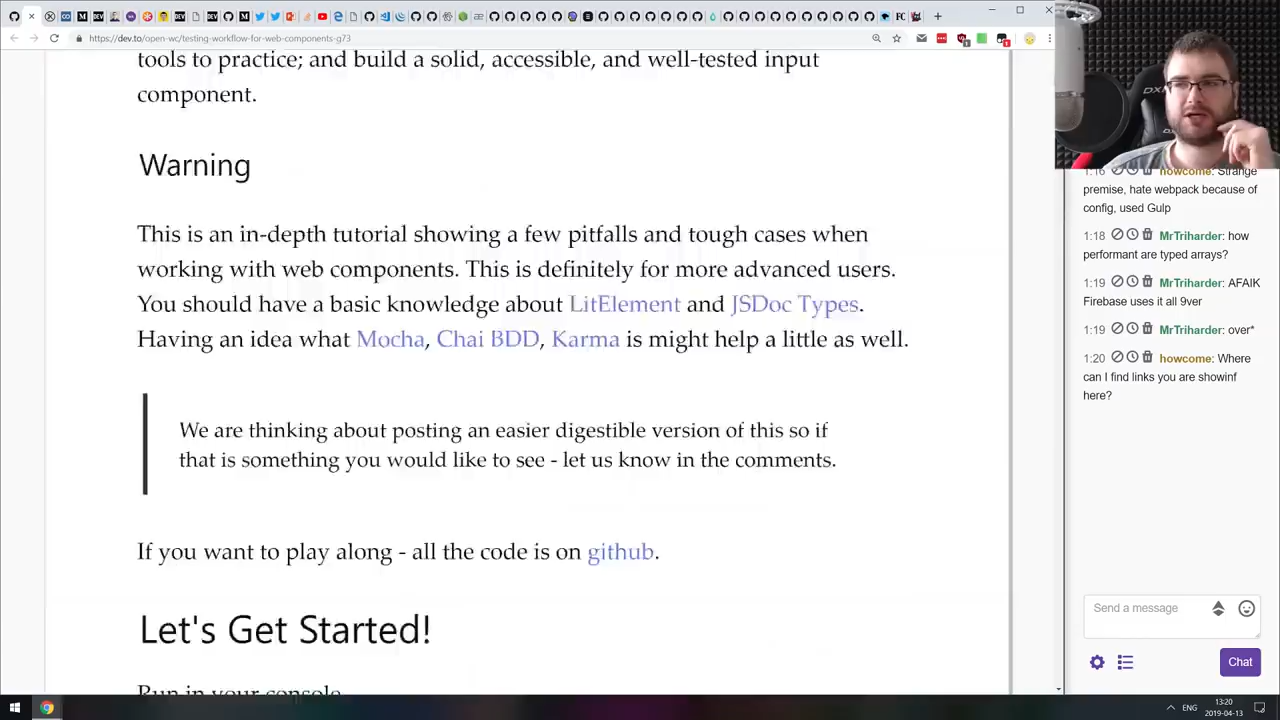 https://dev.to/open-wc/testing-workflow-for-web-components-g73
tools to practice; and build a solid, accessible, and well-tested input
component.
Warning
This is an in-depth tutorial showing a few pitfalls and tough cases when
working with web components. This is definitely for more advanced users.
You should have a basic knowledge about LitElement and JSDoc Types.
Having an idea what Mocha, Chai BDD, Karma is might help a little as well.
We are thinking about posting an easier digestible version of this so if
that is something you would like to see - let us know in the comments.
If you want to play along - all the code is on github.
Let's Get Started!
Run in your console
1:16 howcome: Strange
premise, hate webpack because of
config, used Gulp
1:18 MrTriharder: how
performant are typed arrays?
1:19 MrTriharder: AFAIK
Firebase uses it all 9ver
1:19 MrTriharder: over*
1:20 howcome: Where
can I find links you are showinf
here?
Send a message
Chat
ENG
13:20
2019-04-13